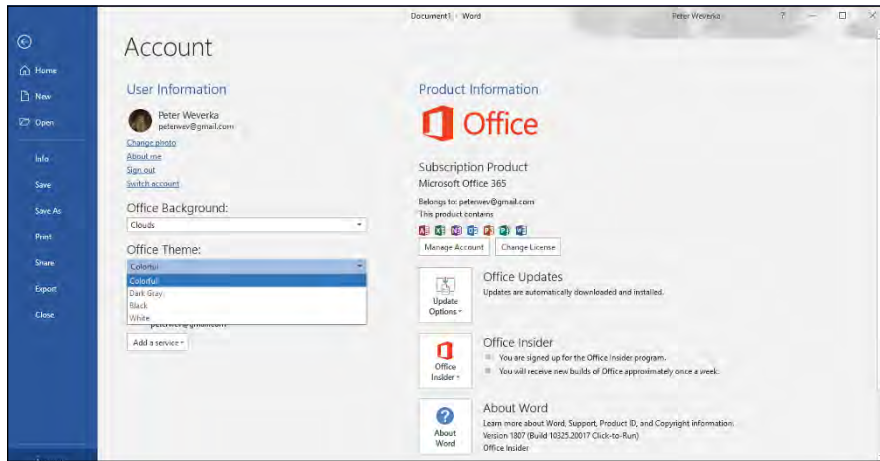 Document1 - Word
Peter Weverka
?
Account
Home
New
Open
Info
Save
Save As
Print
Share
Export
Close
User Information
Peter Weverka
peterwev@gmail.com
Change photo
About me
Sign out
Switch account
Office Background:
Clouds
Office Theme:
Colorful
Colorful
Dark Gray
Black
White
peterwev@gmail.com
Add a service
Product Information
Office
Subscription Product
Microsoft Office 365
Belongs to: peterwev@gmail.com
This product contains
Manage Account
Change License
Update
Options
Office Updates
Updates are automatically downloaded and installed.
Office
Insider
Office Insider
You are signed up for the Office Insider program.
You will receive new builds of Office approximately once a week.
?
About
Word
About Word
Learn more about Word, Support, Product ID, and Copyright information.
Version 1807 (Build 10325.20017 Click-to-Run)
Office Insider